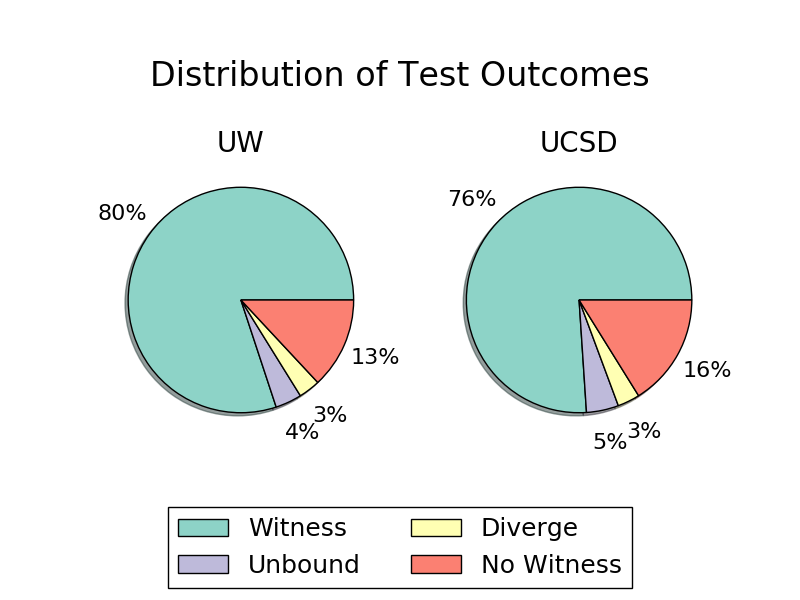 Distribution of Test Outcomes
UW
UCSD
80%
13%
3%
4%
76%
16%
3%
5%
Witness
Diverge
Unbound
No Witness